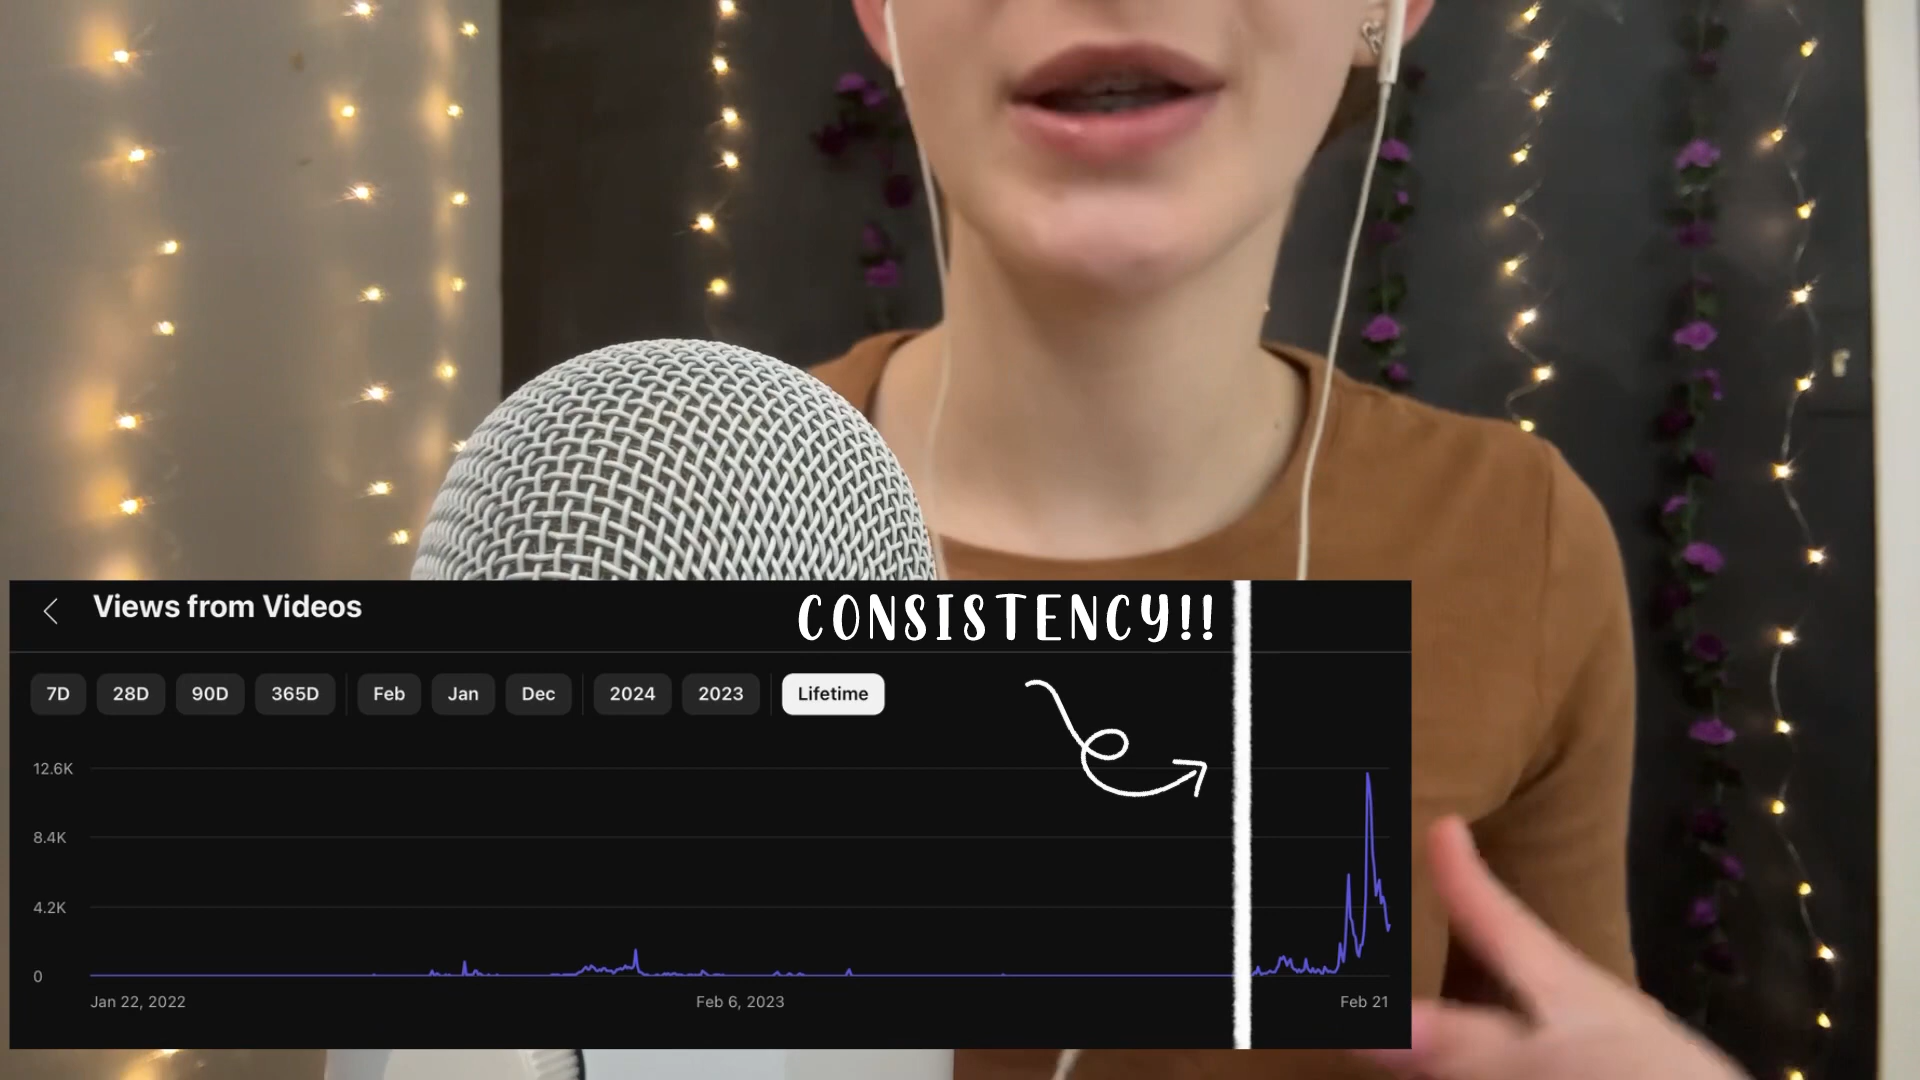 Views from Videos
CONSISTENCY!!
7D 28D 90D 365D Feb Jan Dec 2024 2023 Lifetime
12.6K
8.4K
4.2K
0
Jan 22, 2022 Feb 6, 2023 Feb 21